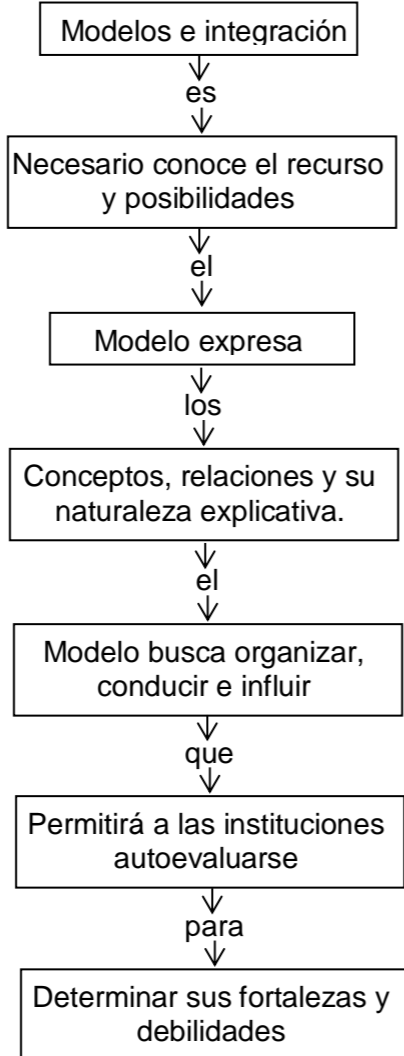 Modelos e integración
es
Necesario conoce el recurso
y posibilidades
el
Modelo expresa
los
Conceptos, relaciones y su
naturaleza explicativa.
el
Modelo busca organizar,
conducir e influir
que
Permitirá a las instituciones
autoevaluarse
para
Determinar sus fortalezas y
debilidades